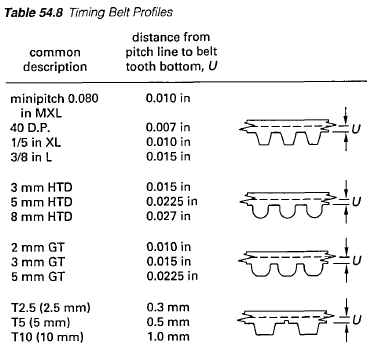 Table 54.8 Timing Belt Profiles
common description
distance from pitch line to belt tooth bottom, U
minipitch 0.080 in MXL 0.010 in
40 D.P. 0.007 in
1/5 in XL 0.010 in
3/8 in L 0.015 in
U
3 mm HTD 0.015 in
5 mm HTD 0.0225 in
8 mm HTD 0.027 in
U
2 mm GT 0.010 in
3 mm GT 0.015 in
5 mm GT 0.0225 in
U
T2.5 (2.5 mm) 0.3 mm
T5 (5 mm) 0.5 mm
T10 (10 mm) 1.0 mm
U